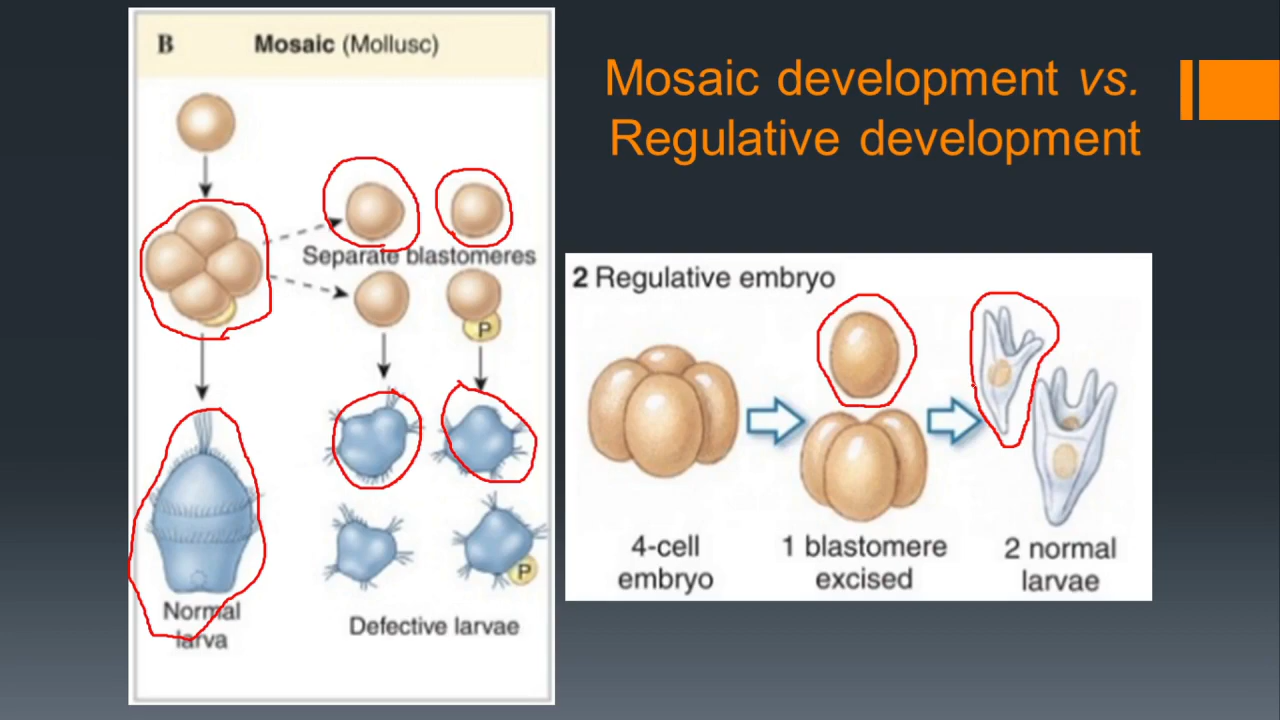 B Mosaic (Mollusc)
Separate blastomeres
P
P
Normal
larva
Defective larvae
Mosaic development vs.
Regulative development
2 Regulative embryo
4-cell
embryo
1 blastomere
excised
2 normal
larvae